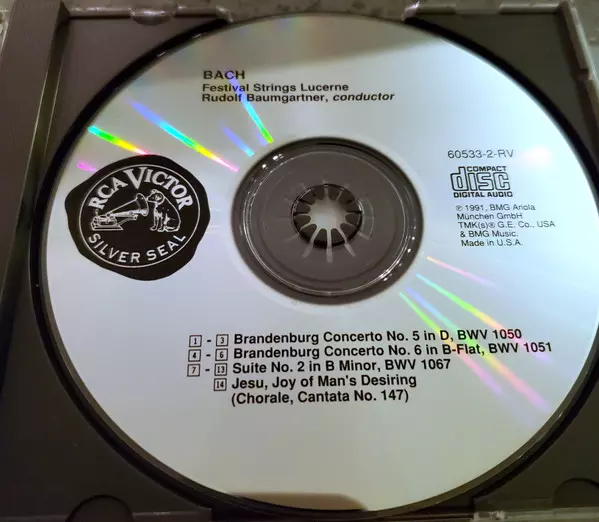 BACH
Festival Strings Lucerne
Rudolf Baumgartner, conductor
RCA VICTOR
SILVER SEAL
60533-2-RV
COMPACT
disc
DIGITAL AUDIO
℗ 1991, BMG Ariola
München GmbH
TMK(s)® G.E. Co., USA
& BMG Music.
Made in U.S.A.
1 - 3 Brandenburg Concerto No. 5 in D, BWV 1050
4 - 6 Brandenburg Concerto No. 6 in B-Flat, BWV 1051
7 - 13 Suite No. 2 in B Minor, BWV 1067
14 Jesu, Joy of Man's Desiring
(Chorale, Cantata No. 147)